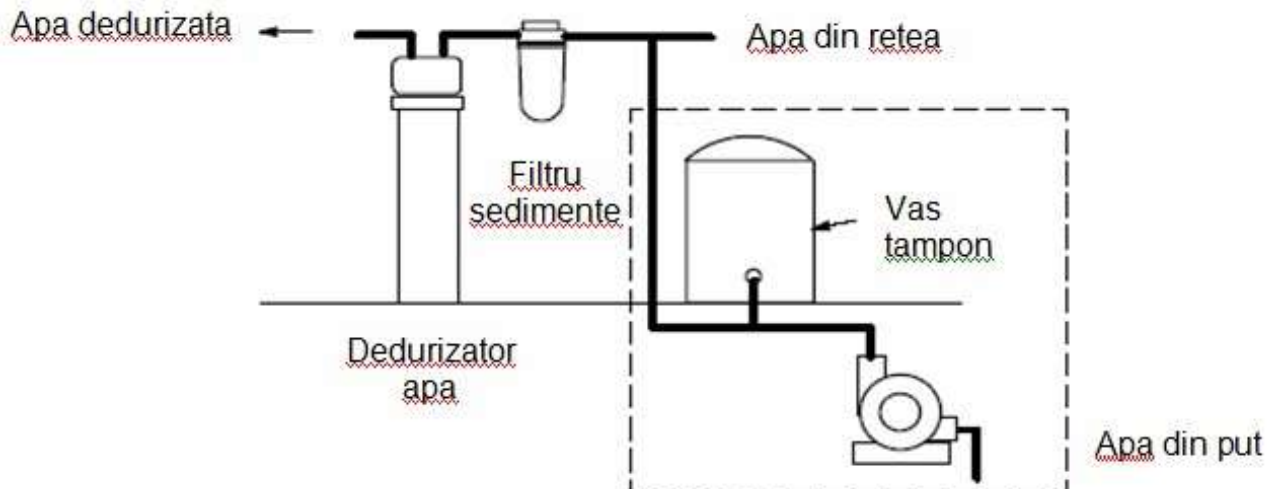 Apa dedurizata
Apa din retea
Filtru
sedimente
Vas
tampon
Dedurizator
apa
Apa din put